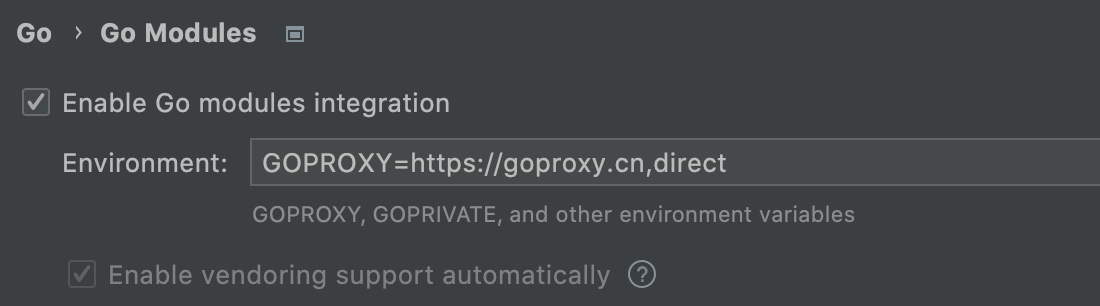 Go › Go Modules
Enable Go modules integration
Environment: GOPROXY=https://goproxy.cn,direct
GOPROXY, GOPRIVATE, and other environment variables
Enable vendoring support automatically ?